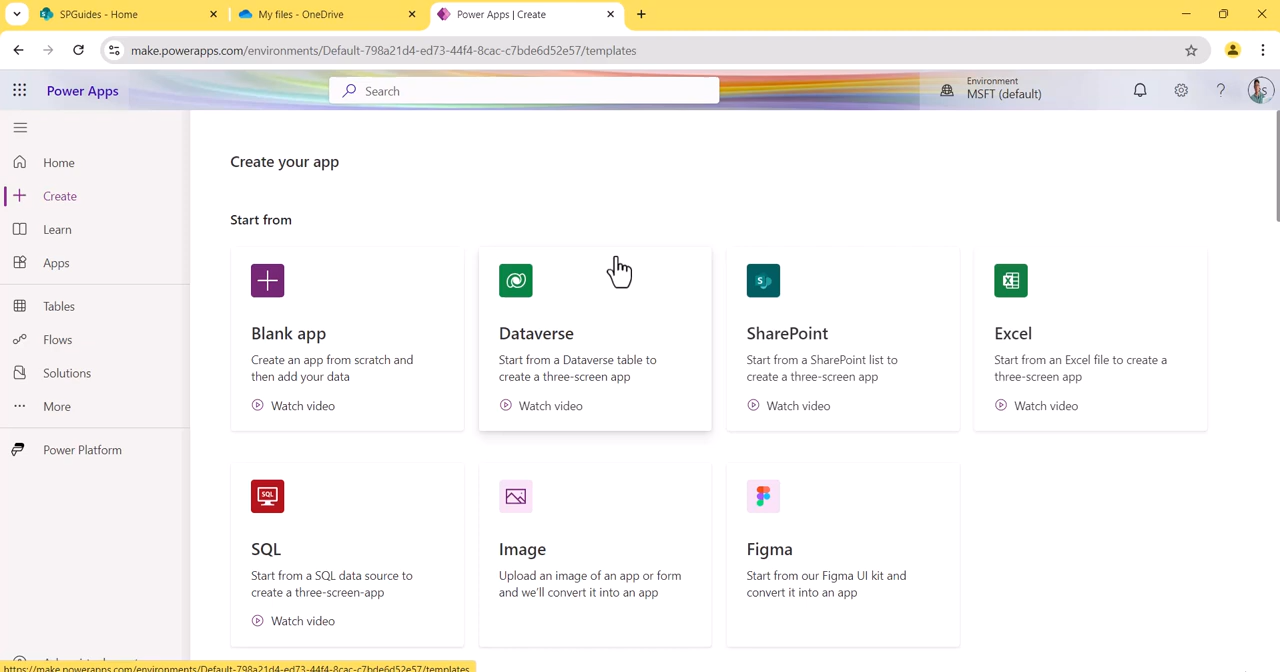 SPGuides - Home
My files - OneDrive
Power Apps | Create
make.powerapps.com/environments/Default-798a21d4-ed73-44f4-8cac-c7bde6d52e57/templates
Power Apps
Search
Environment
MSFT (default)
Home
Create
Learn
Apps
Tables
Flows
Solutions
More
Power Platform
Create your app
Start from
Blank app
Create an app from scratch and
then add your data
Watch video
Dataverse
Start from a Dataverse table to
create a three-screen app
Watch video
SharePoint
Start from a SharePoint list to
create a three-screen app
Watch video
Excel
Start from an Excel file to create a
three-screen app
Watch video
SQL
SQL
Start from a SQL data source to
create a three-screen-app
Watch video
Image
Upload an image of an app or form
and we'll convert it into an app
Figma
Start from our Figma UI kit and
convert it into an app
https://make.powerapps.com/environments/Default-798a21d4-ed73-44f4-8cac-c7bde6d52e57/templates